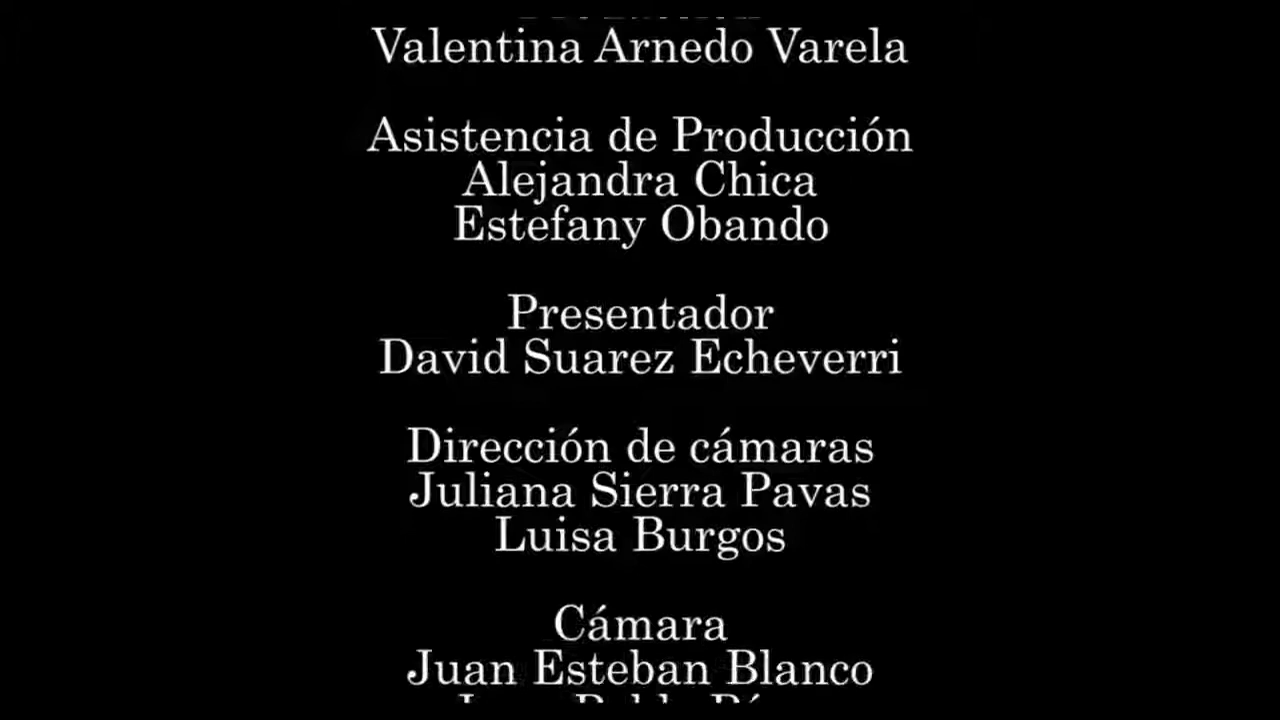 Valentina Arnedo Varela
Asistencia de Producción
Alejandra Chica
Estefany Obando
Presentador
David Suarez Echeverri
Dirección de cámaras
Juliana Sierra Pavas
Luisa Burgos
Cámara
Juan Esteban Blanco